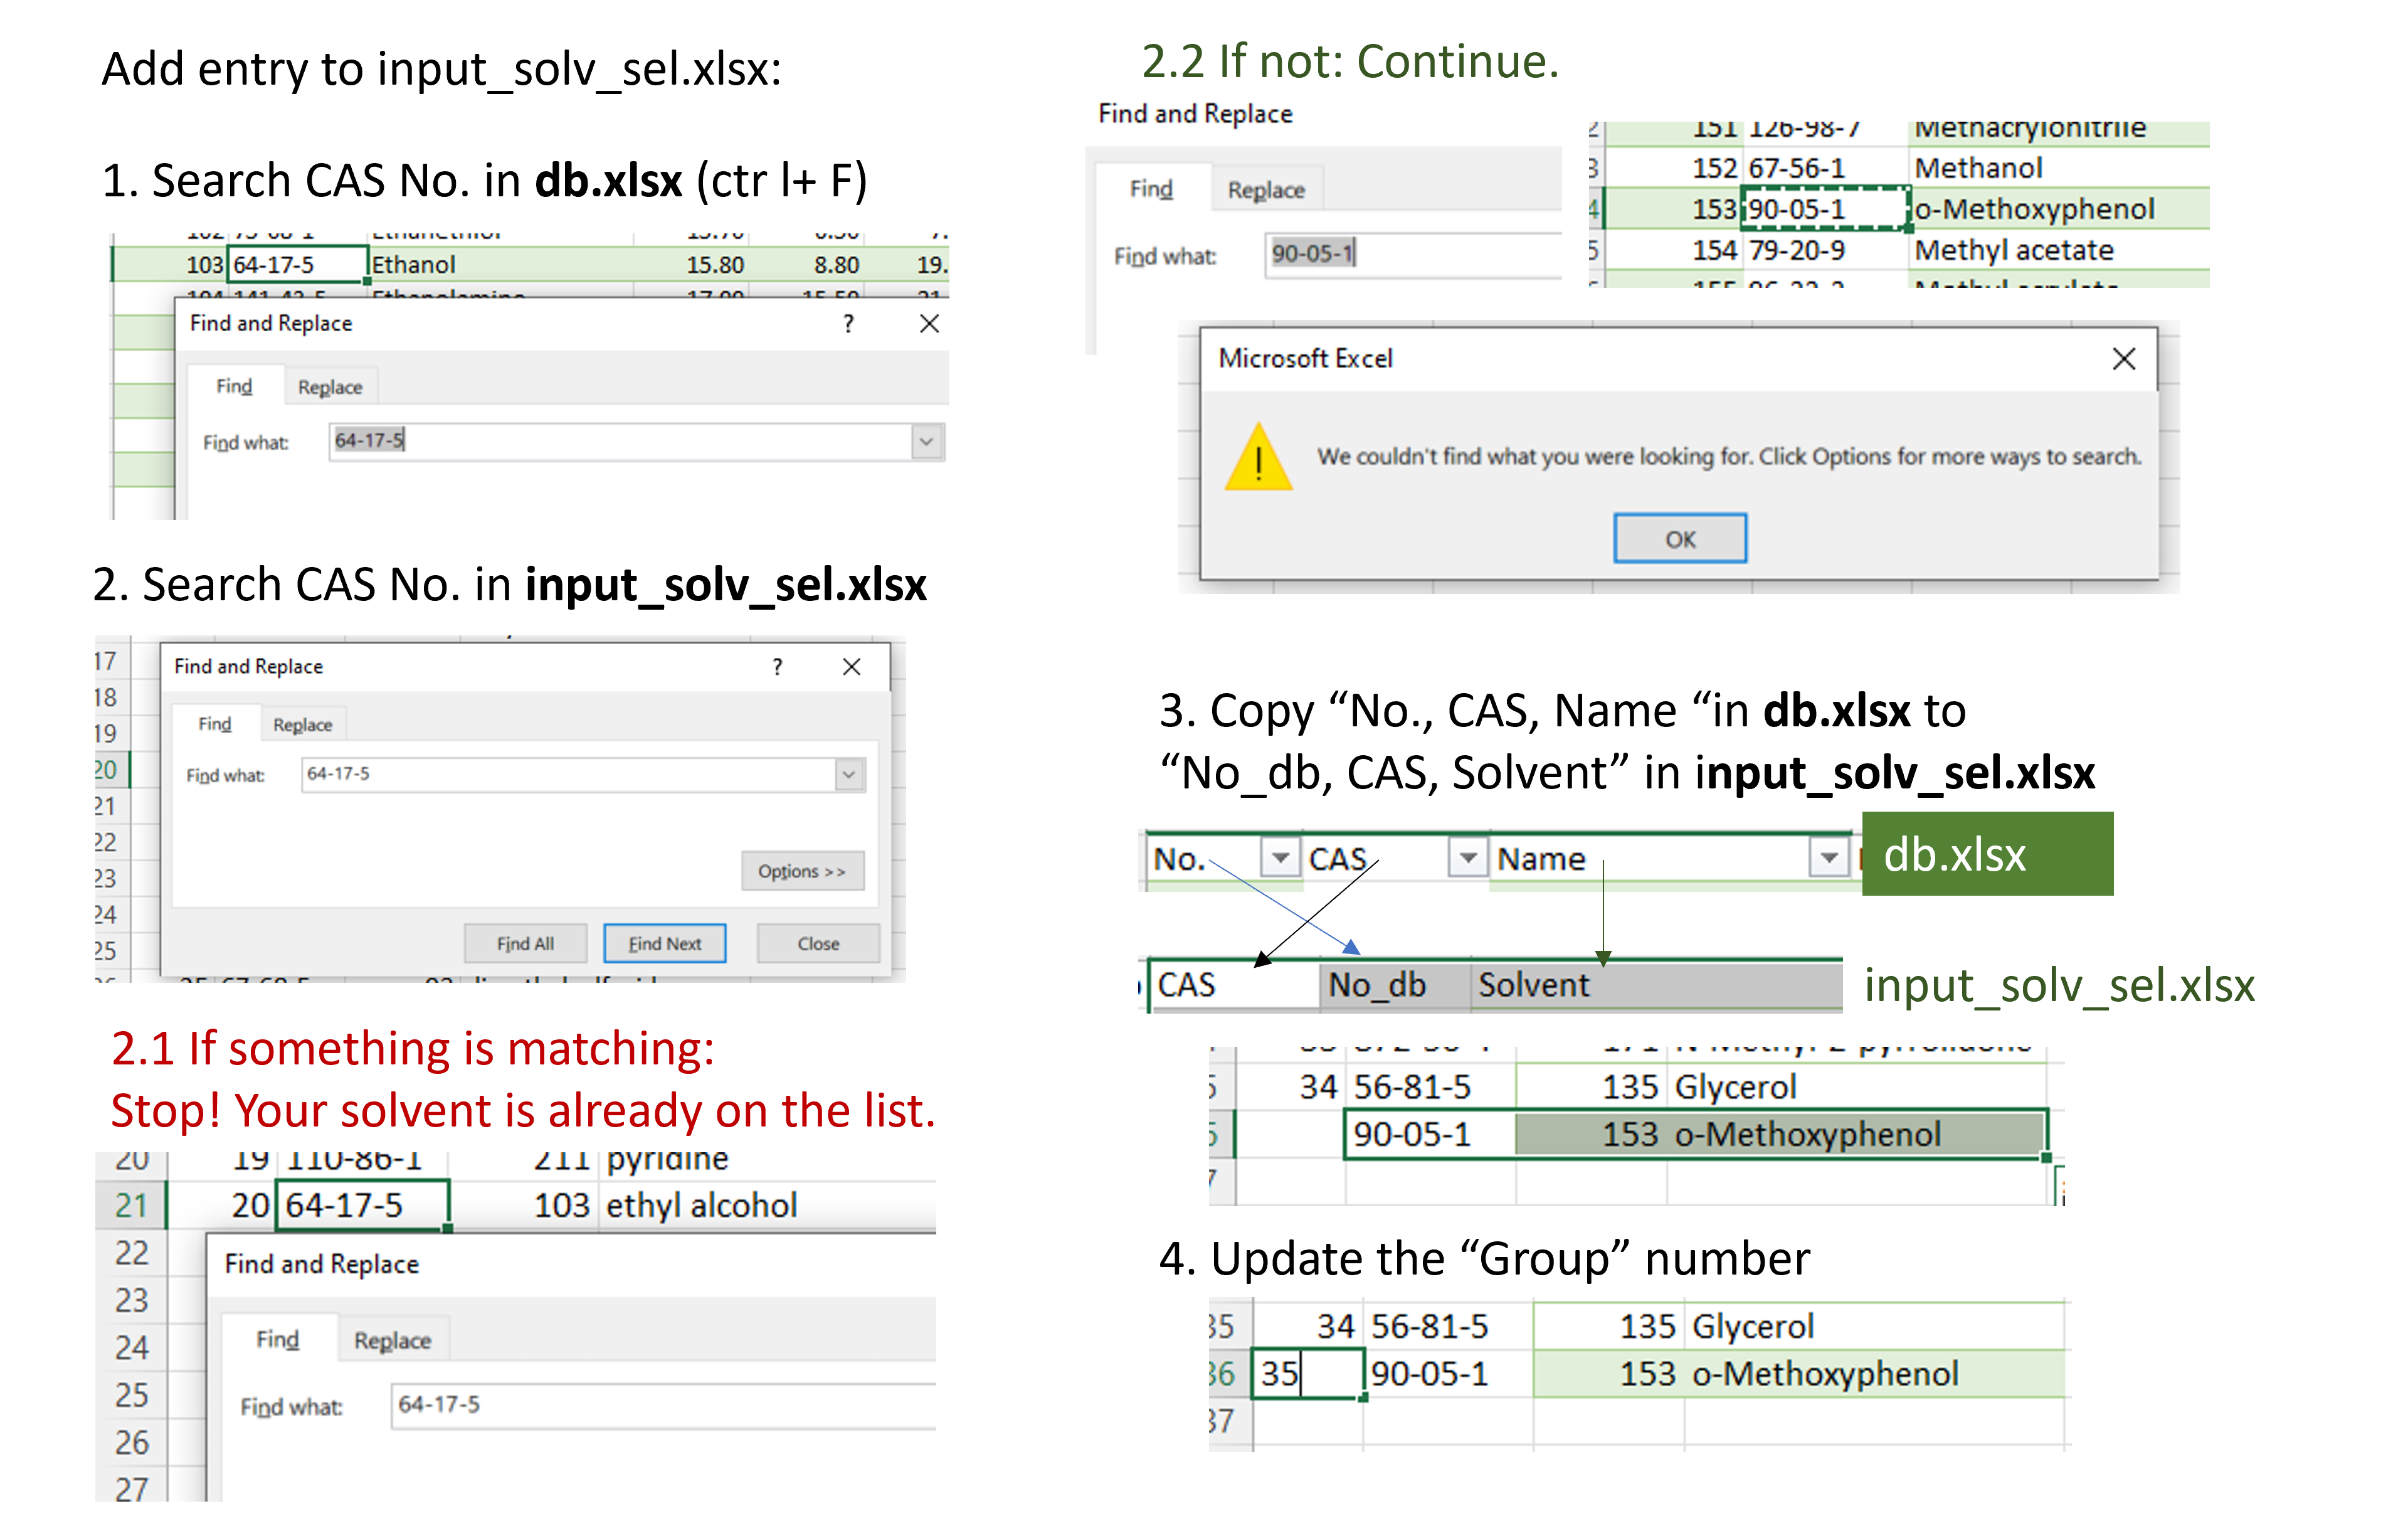 Add entry to input_solv_sel.xlsx:
1. Search CAS No. in db.xlsx (ctr l+ F)
103 64-17-5 Ethanol 15.80 8.80 19.
Find and Replace ?
Find Replace
Find what: 64-17-5
2. Search CAS No. in input_solv_sel.xlsx
17
Find and Replace ?
18
Find Replace
19
20
Find what: 64-17-5
21
22
23
Options >>
24
25
Find All Find Next Close
2.1 If something is matching:
Stop! Your solvent is already on the list.
20 19 110-86-1 211 pyridine
21 20 64-17-5 103 ethyl alcohol
22
Find and Replace
23
24
Find Replace
25
Find what: 64-17-5
26
27
2.2 If not: Continue.
Find and Replace
Find Replace
Find what: 90-05-1
151 126-98-7 Methacrylonitrile
152 67-56-1 Methanol
153 90-05-1 o-Methoxyphenol
154 79-20-9 Methyl acetate
Microsoft Excel
We couldn't find what you were looking for. Click Options for more ways to search.
OK
3. Copy “No., CAS, Name “in db.xlsx to
“No_db, CAS, Solvent” in input_solv_sel.xlsx
No. CAS Name db.xlsx
CAS No_db Solvent input_solv_sel.xlsx
34 56-81-5 135 Glycerol
90-05-1 153 o-Methoxyphenol
4. Update the “Group” number
35 34 56-81-5 135 Glycerol
36 35 90-05-1 153 o-Methoxyphenol
37